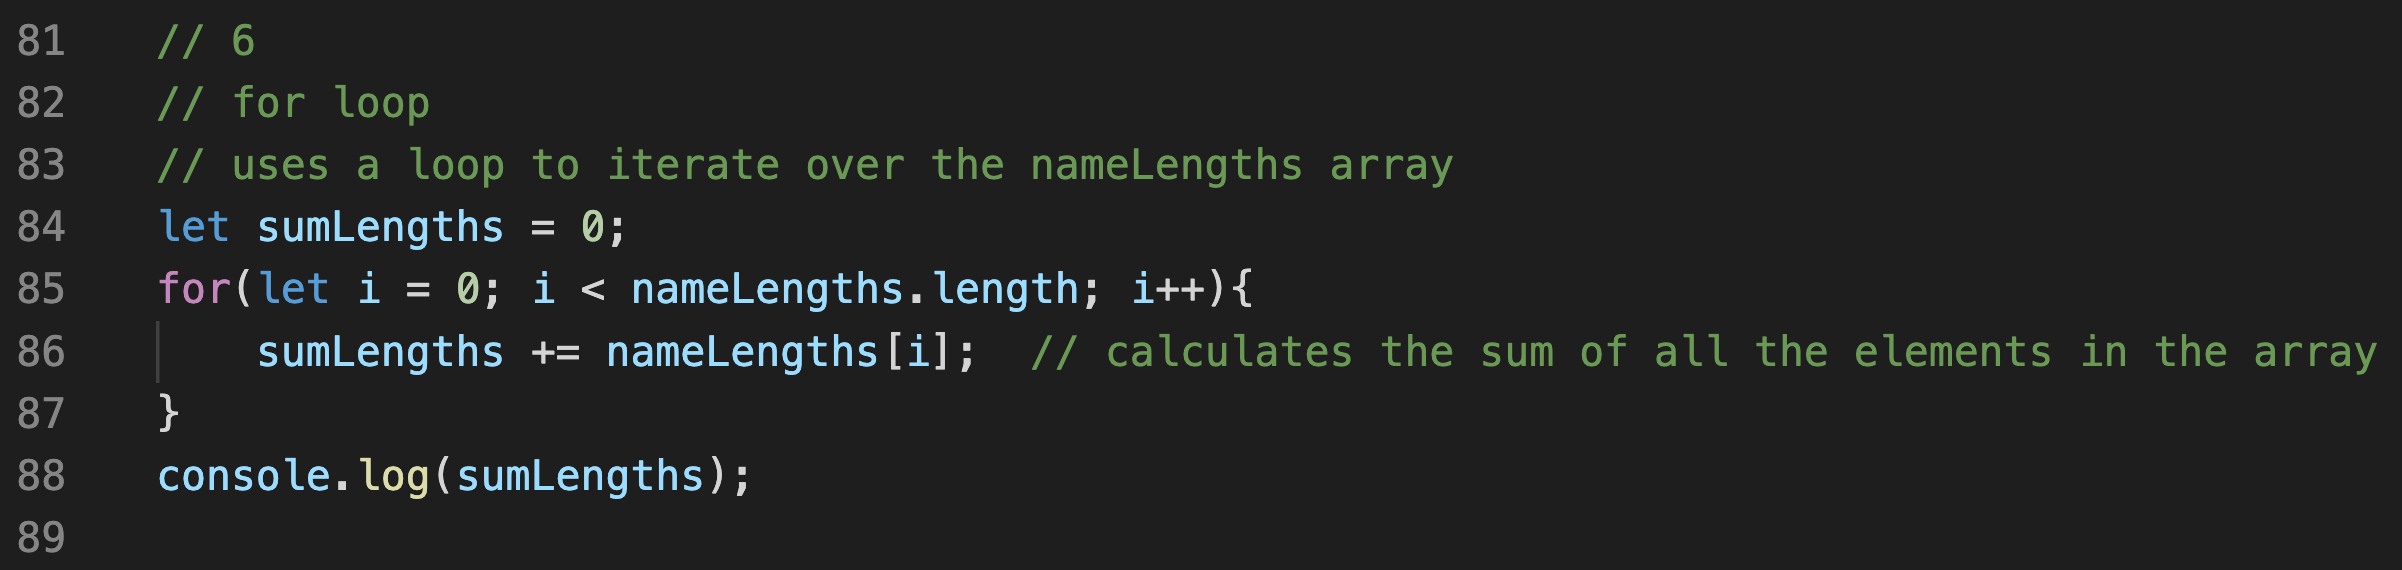 81 // 6
82 // for loop
83 // uses a loop to iterate over the nameLengths array
84 let sumLengths = 0;
85 for(let i = 0; i < nameLengths.length; i++){
86     sumLengths += nameLengths[i];  // calculates the sum of all the elements in the array
87 }
88 console.log(sumLengths);
89